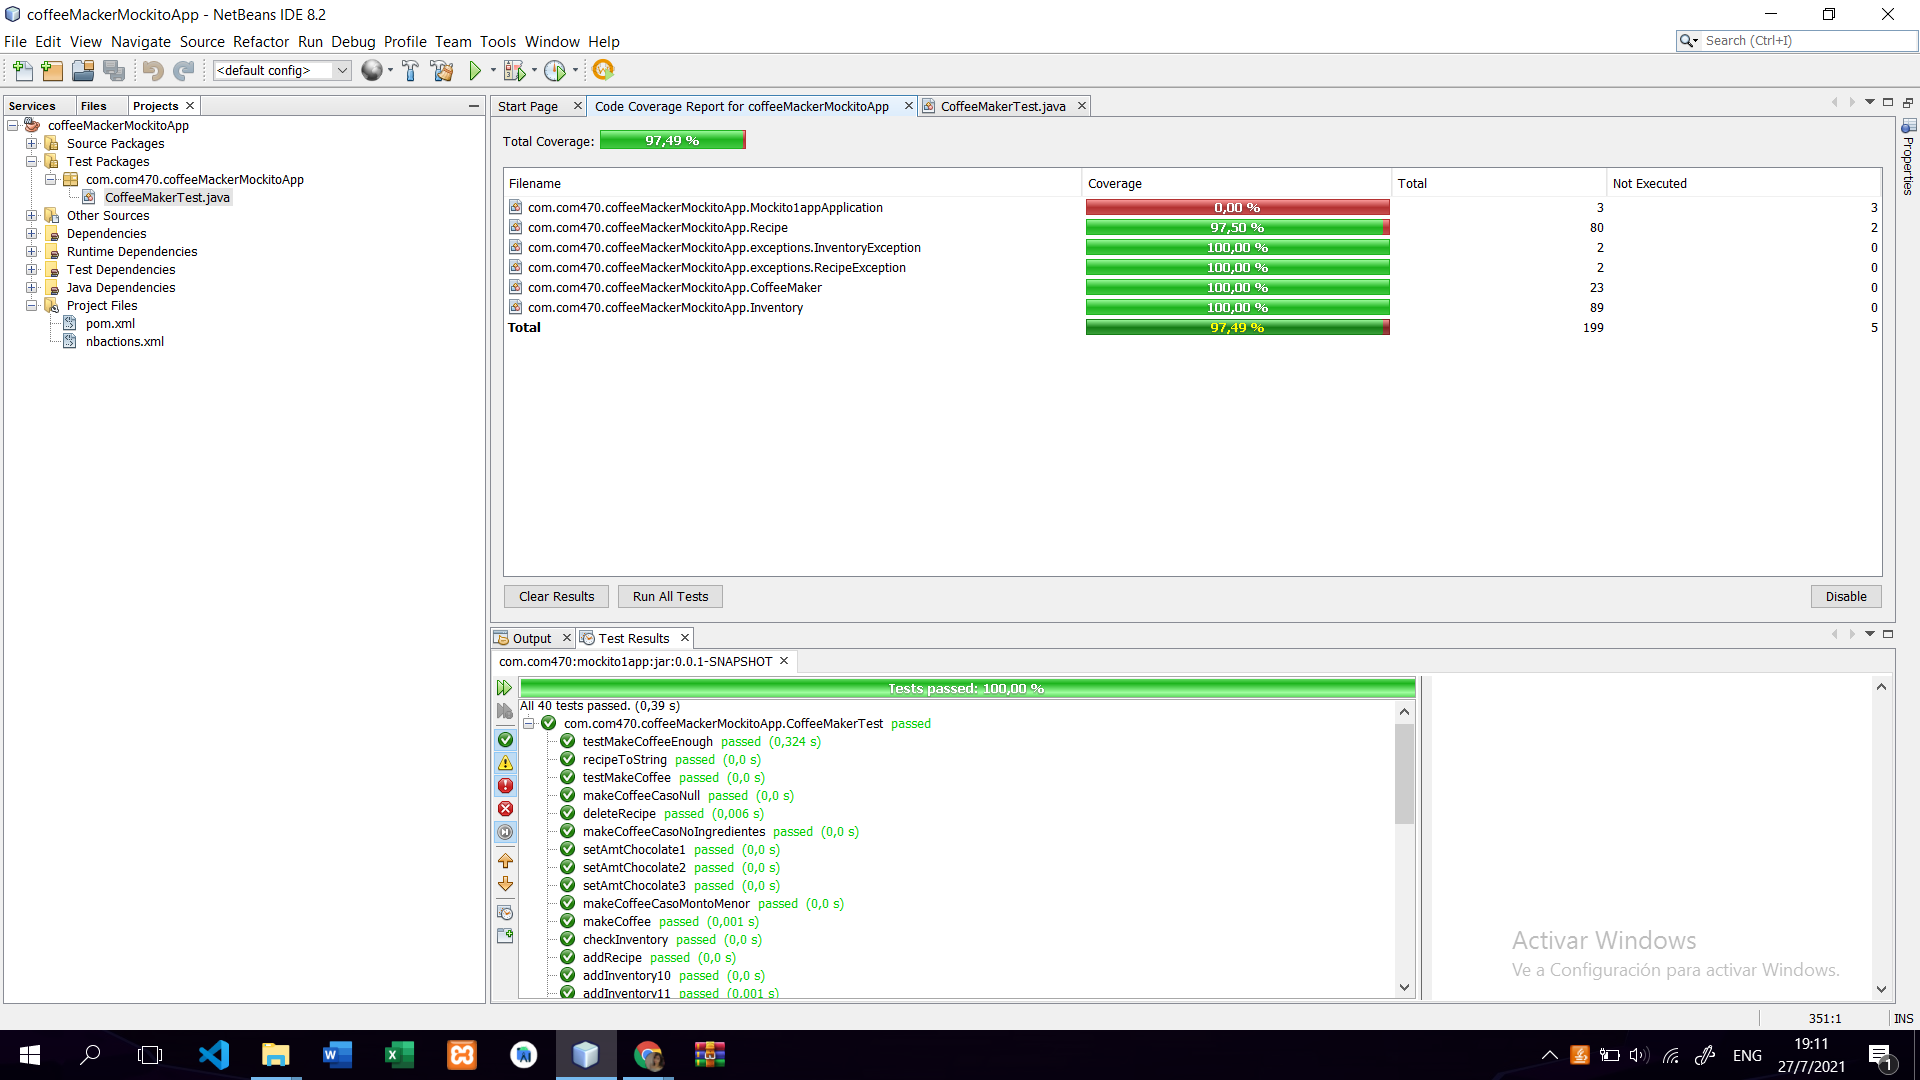 coffeeMackerMockitoApp - NetBeans IDE 8.2
File Edit View Navigate Source Refactor Run Debug Profile Team Tools Window Help
Search (Ctrl+I)
<default config>
Services Files Projects
Start Page Code Coverage Report for coffeeMackerMockitoApp CoffeeMakerTest.java
coffeeMackerMockitoApp
Source Packages
Test Packages
com.com470.coffeeMackerMockitoApp
CoffeeMakerTest.java
Other Sources
Dependencies
Runtime Dependencies
Test Dependencies
Java Dependencies
Project Files
pom.xml
nbactions.xml
Total Coverage: 97,49 %
Filename Coverage Total Not Executed
com.com470.coffeeMackerMockitoApp.Mockito1appApplication 0,00 % 3 3
com.com470.coffeeMackerMockitoApp.Recipe 97,50 % 80 2
com.com470.coffeeMackerMockitoApp.exceptions.InventoryException 100,00 % 2 0
com.com470.coffeeMackerMockitoApp.exceptions.RecipeException 100,00 % 2 0
com.com470.coffeeMackerMockitoApp.CoffeeMaker 100,00 % 23 0
com.com470.coffeeMackerMockitoApp.Inventory 100,00 % 89 0
Total 97,49 % 199 5
Clear Results Run All Tests Disable
Properties
Output Test Results
com.com470:mockito1app:jar:0.0.1-SNAPSHOT
Tests passed: 100,00 %
All 40 tests passed. (0,39 s)
com.com470.coffeeMackerMockitoApp.CoffeeMakerTest passed
testMakeCoffeeEnough passed (0,324 s)
recipeToString passed (0,0 s)
testMakeCoffee passed (0,0 s)
makeCoffeeCasoNull passed (0,0 s)
deleteRecipe passed (0,006 s)
makeCoffeeCasoNoIngredientes passed (0,0 s)
setAmtChocolate1 passed (0,0 s)
setAmtChocolate2 passed (0,0 s)
setAmtChocolate3 passed (0,0 s)
makeCoffeeCasoMontoMenor passed (0,0 s)
makeCoffee passed (0,001 s)
checkInventory passed (0,0 s)
addRecipe passed (0,0 s)
addInventory10 passed (0,0 s)
addInventory11 passed (0,001 s)
Activar Windows
Ve a Configuración para activar Windows.
351:1 INS
ENG
19:11
27/7/2021
1